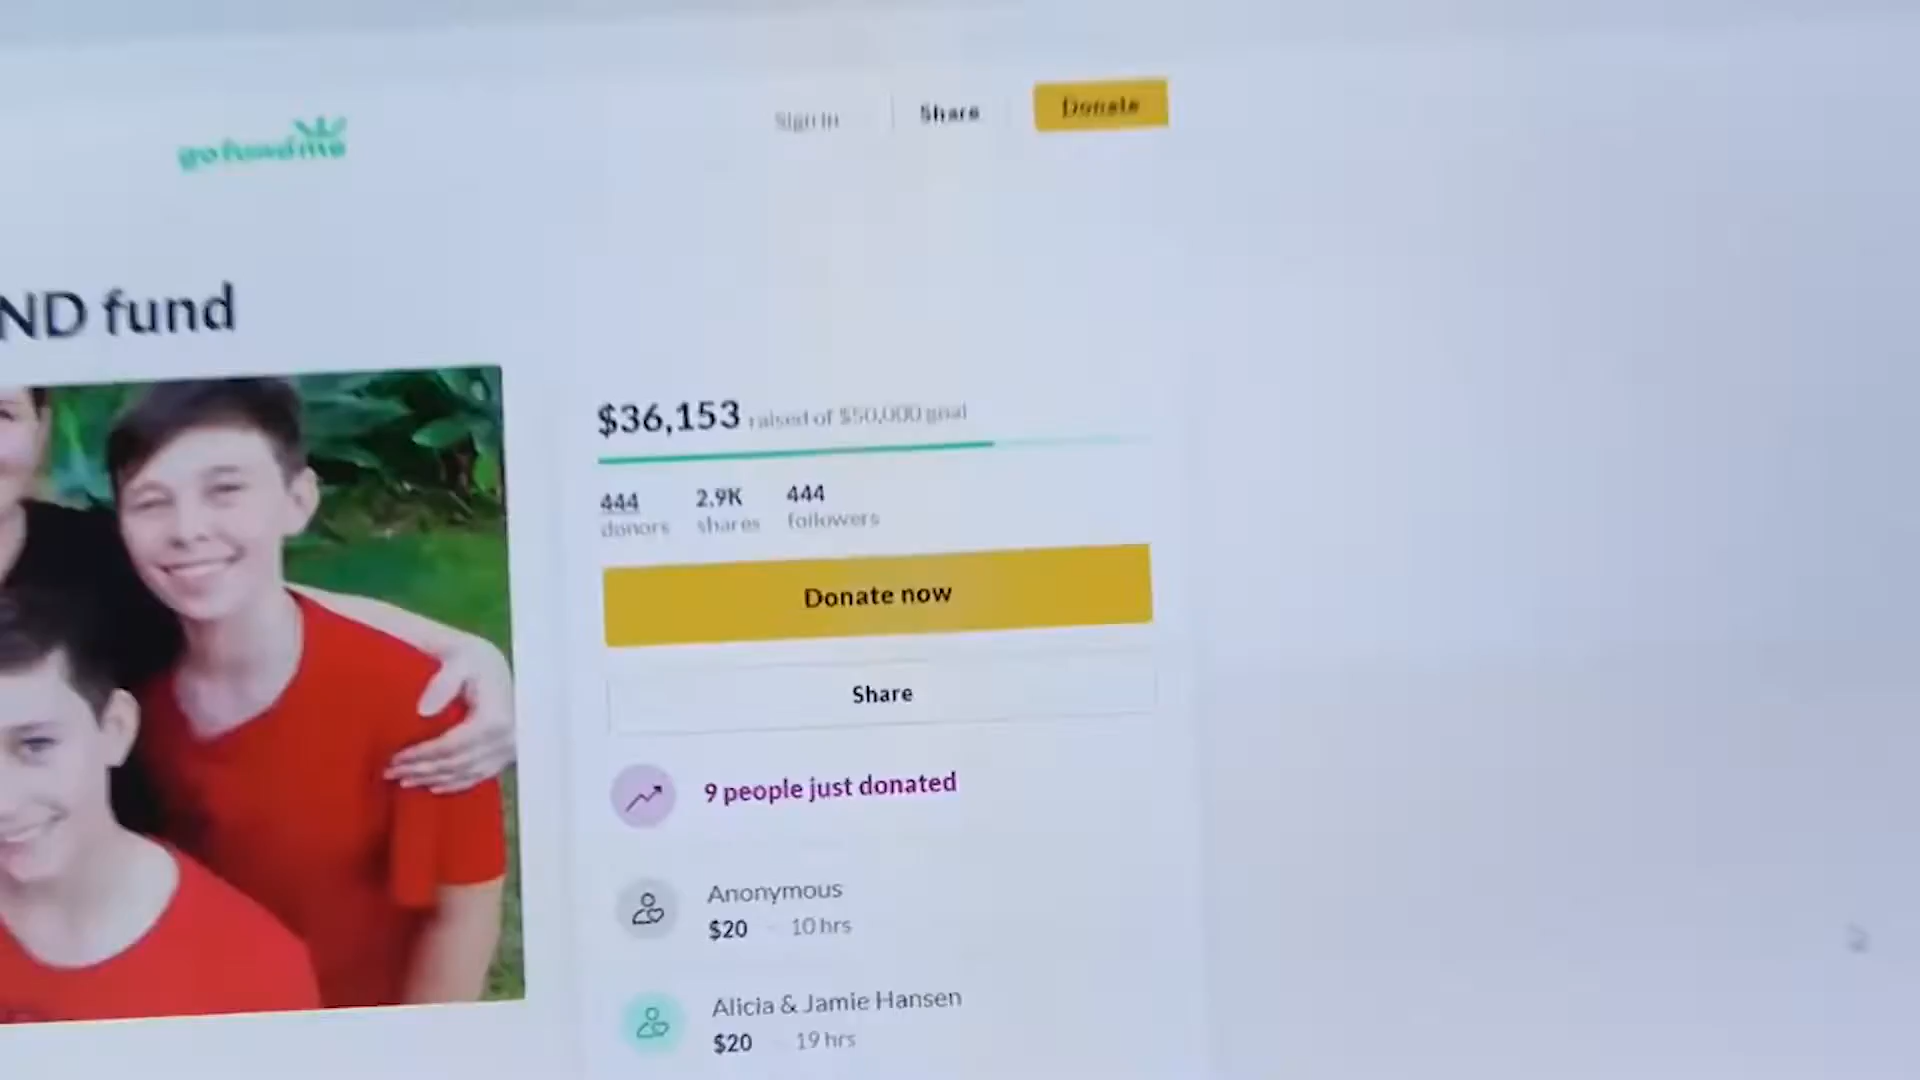 gofundme
Sign in
Share
Donate
ND fund
$36,153 raised of $50,000 goal
444 donors
2.9K shares
444 followers
Donate now
Share
9 people just donated
Anonymous
$20 10 hrs
Alicia & Jamie Hansen
$20 19 hrs